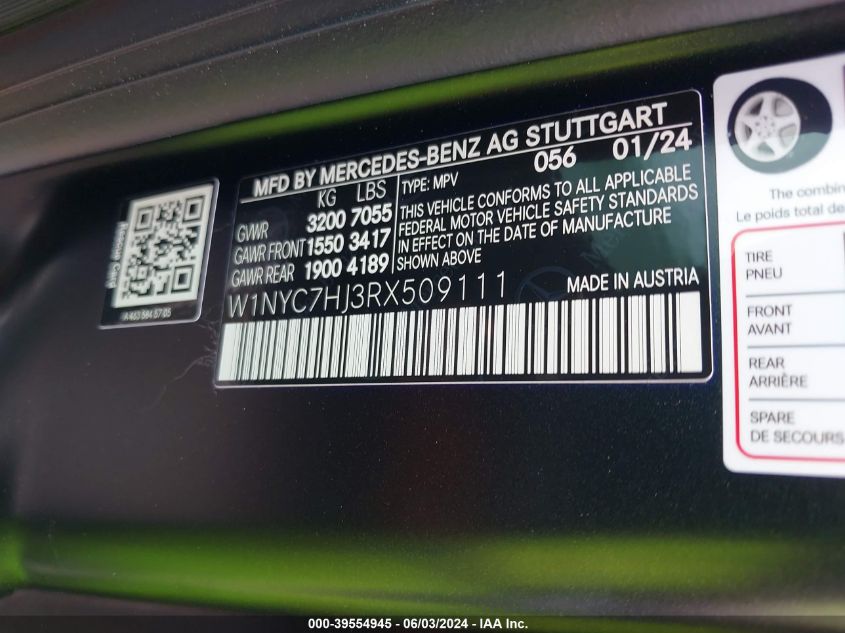 MFD BY MERCEDES-BENZ AG STUTTGART
056 01/24
KG LBS
GVWR 3200 7055
GAWR FRONT 1550 3417
GAWR REAR 1900 4189
TYPE: MPV
THIS VEHICLE CONFORMS TO ALL APPLICABLE
FEDERAL MOTOR VEHICLE SAFETY STANDARDS
IN EFFECT ON THE DATE OF MANUFACTURE
SHOWN ABOVE
W1NYC7HJ3RX509111
MADE IN AUSTRIA
Rescue Card
A 463 584 57 05
The combin
Le poids total de
TIRE
PNEU
FRONT
AVANT
REAR
ARRIÈRE
SPARE
DE SECOURS
000-39554945 - 06/03/2024 - IAA Inc.